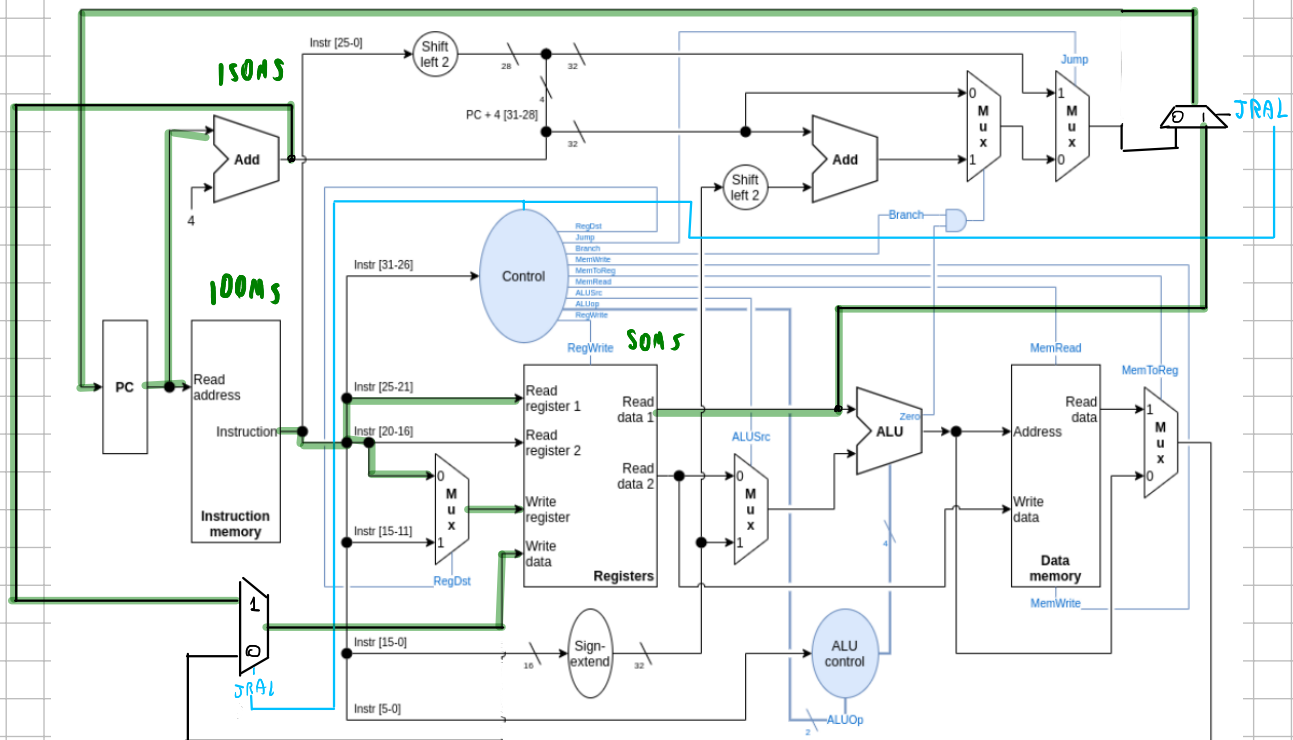 Instr [25-0]
Shift
left 2
28
32
Jump
150MS
4
PC + 4 [31-28]
0
M
u
x
1
1
M
u
x
0
0
1
JRAL
32
Add
4
Add
Shift
left 2
Branch
RegDst
Jump
Branch
MemWrite
MemToReg
MemRead
ALUSrc
ALUop
RegWrite
Instr [31-26]
Control
100MS
RegWrite
50MS
MemRead
MemToReg
PC
Read
address
Instruction
Instruction
memory
Instr [25-21]
Instr [20-16]
0
M
u
x
1
Instr [15-11]
RegDst
Read
register 1
Read
register 2
Write
register
Write
data
Read
data 1
Read
data 2
Registers
ALUSrc
0
M
u
x
1
Zero
ALU
4
Address
Read
data
Write
data
Data
memory
MemWrite
1
M
u
x
0
1
0
JRAL
Instr [15-0]
16
Sign-
extend
32
ALU
control
Instr [5-0]
2
ALUOp